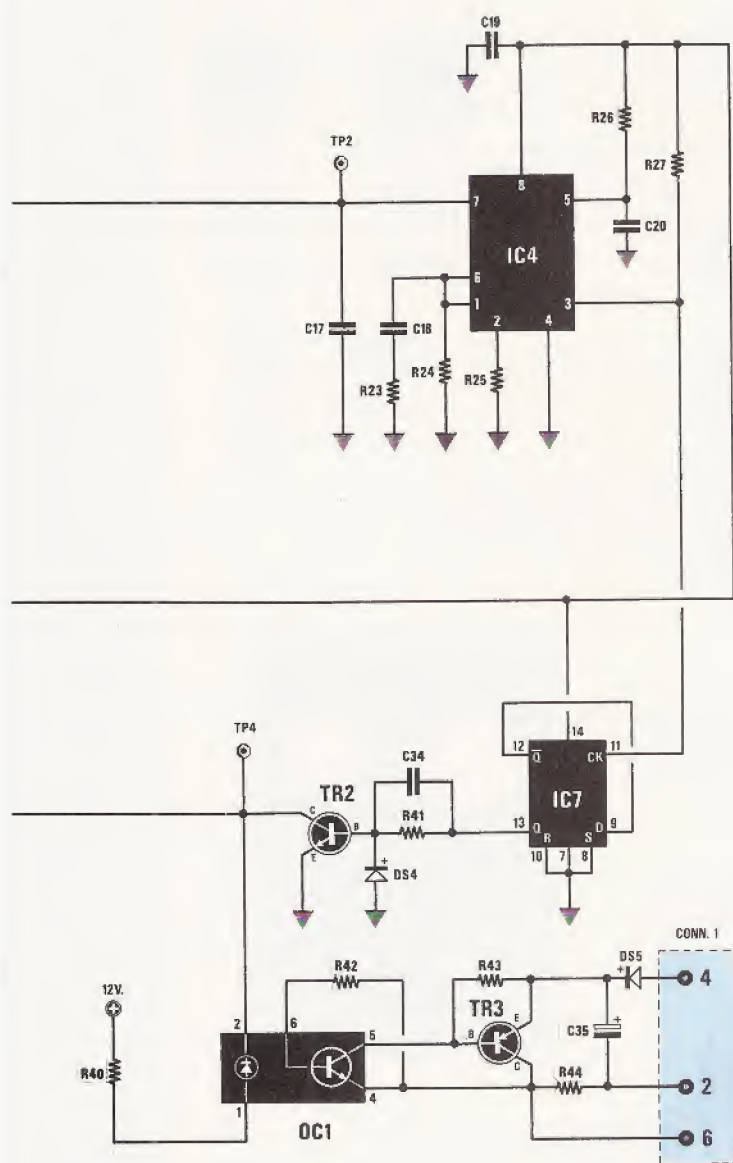 C19
R26
R27
TP2
8
7
5
IC4
C20
6
1
3
2
4
C17
C18
R24
R25
R23
TP4
14
12
Q̅
CK
11
C34
IC7
TR2
C
B
R41
13
Q
D
9
R
S
E
10
7
8
DS4
+
CONN. 1
DS5
+
4
R42
R43
12V.
TR3
E
C35
+
2
6
5
B
R40
C
R44
2
4
1
OC1
6